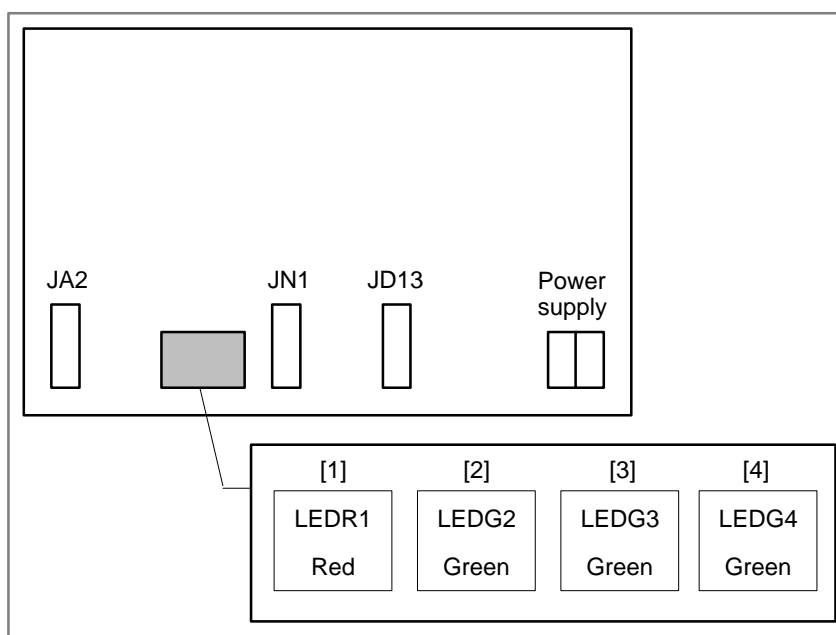 JA2
JN1
JD13
Power
supply
[1]
[2]
[3]
[4]
LEDR1
LEDG2
LEDG3
LEDG4
Red
Green
Green
Green